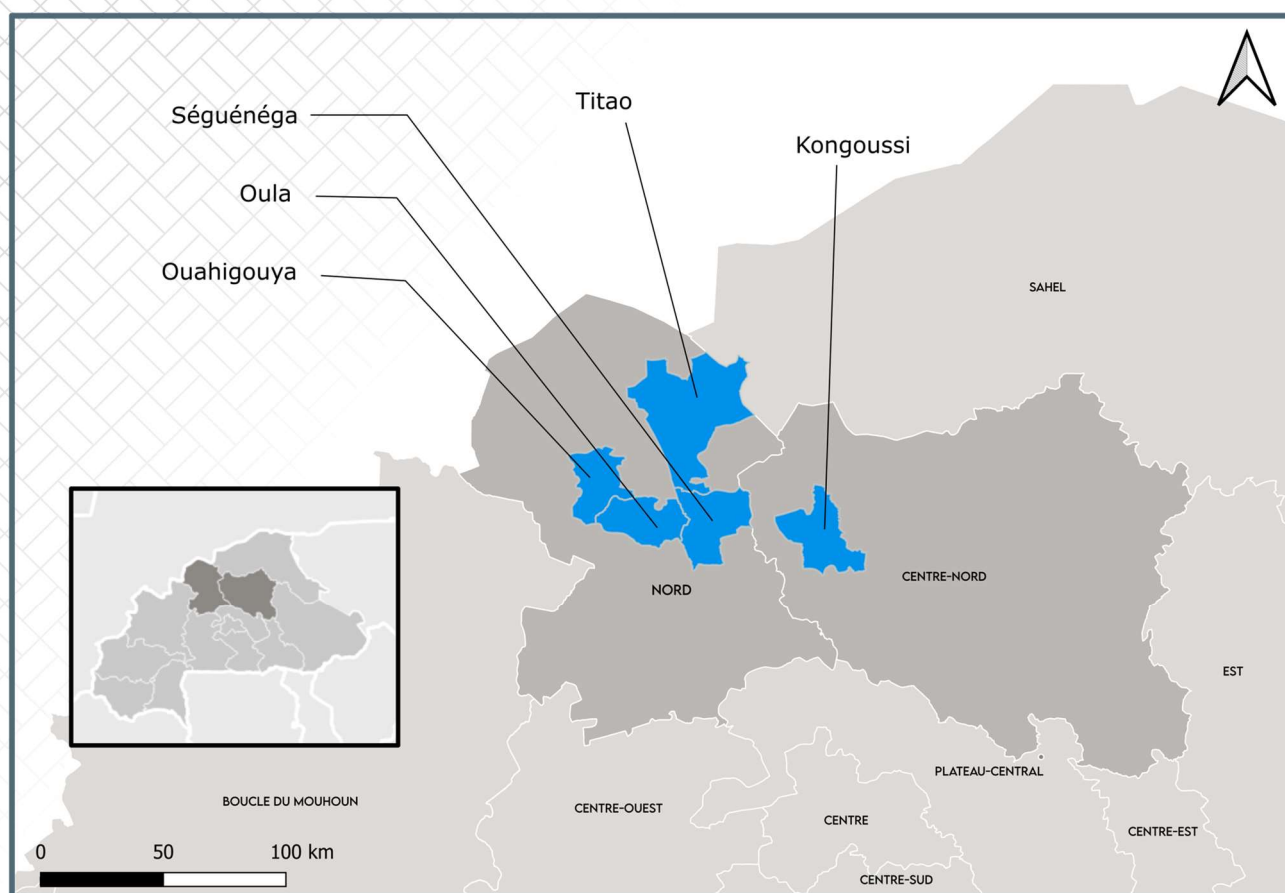 Titao
Séguénéga
Kongoussi
Oula
Ouahigouya
SAHEL
CENTRE-NORD
NORD
EST
PLATEAU-CENTRAL
BOUCLE DU MOUHOUN
CENTRE-OUEST
CENTRE
CENTRE-EST
0 50 100 km
CENTRE-SUD